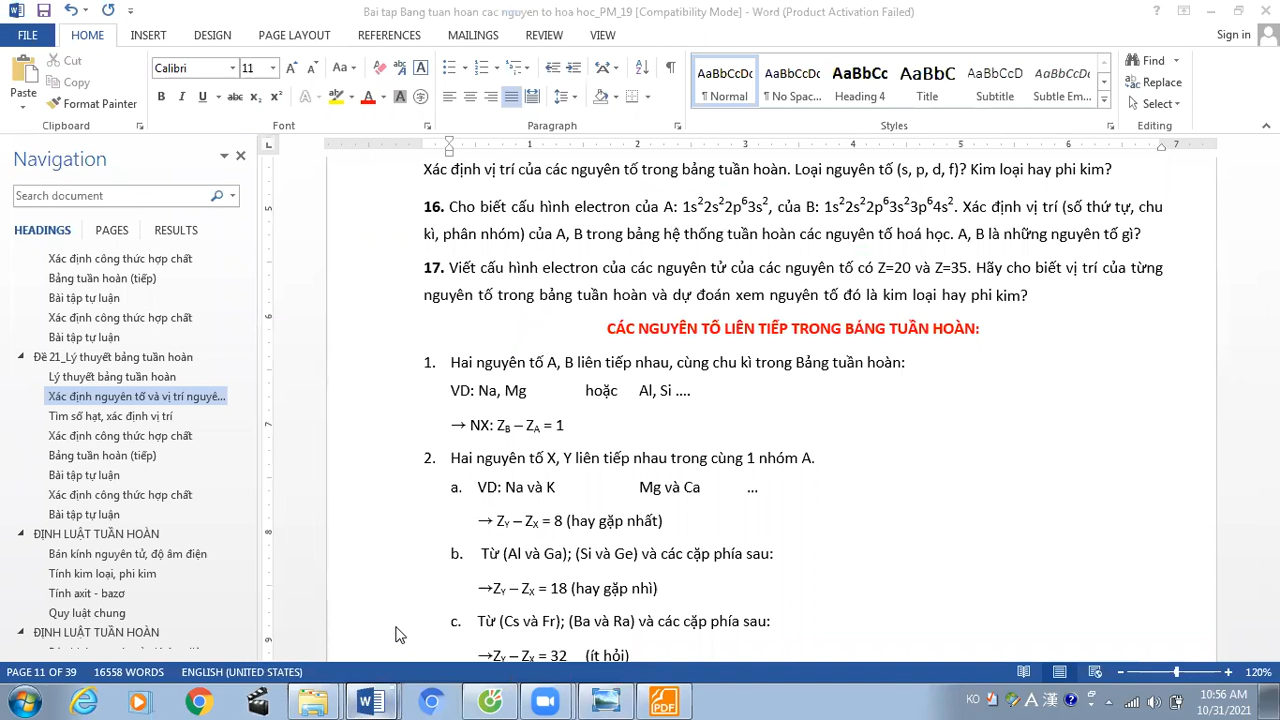 Bai tap Bang tuan hoan cac nguyen to hoa hoc_PM_19 [Compatibility Mode] - Word (Product Activation Failed)
FILE HOME INSERT DESIGN PAGE LAYOUT REFERENCES MAILINGS REVIEW VIEW Sign in
Cut
Copy
Format Painter
Paste
Calibri 11
AaBbCcDc AaBbCcDc AaBbCc AaBbC AaBbCcD AaBbCcDc
¶ Normal ¶ No Spac... Heading 4 Title Subtitle Subtle Em...
Find
Replace
Select
Clipboard Font Paragraph Styles Editing
Navigation
Search document
HEADINGS PAGES RESULTS
Xác định công thức hợp chất
Bảng tuần hoàn (tiếp)
Bài tập tự luận
Xác định công thức hợp chất
Bài tập tự luận
Đề 21_Lý thuyết bảng tuần hoàn
Lý thuyết bảng tuần hoàn
Xác định nguyên tố và vị trí nguyê...
Tìm số hạt, xác định vị trí
Xác định công thức hợp chất
Bảng tuần hoàn (tiếp)
Bài tập tự luận
Xác định công thức hợp chất
Bài tập tự luận
ĐỊNH LUẬT TUẦN HOÀN
Bán kính nguyên tử, độ âm điện
Tính kim loại, phi kim
Tính axit - bazơ
Quy luật chung
ĐỊNH LUẬT TUẦN HOÀN
1 2 3 4 5 6 7
5
6
7
8
9
Xác định vị trí của các nguyên tố trong bảng tuần hoàn. Loại nguyên tố (s, p, d, f)? Kim loại hay phi kim?
16. Cho biết cấu hình electron của A: 1s²2s²2p⁶3s², của B: 1s²2s²2p⁶3s²3p⁶4s². Xác định vị trí (số thứ tự, chu
kì, phân nhóm) của A, B trong bảng hệ thống tuần hoàn các nguyên tố hoá học. A, B là những nguyên tố gì?
17. Viết cấu hình electron của các nguyên tử của các nguyên tố có Z=20 và Z=35. Hãy cho biết vị trí của từng
nguyên tố trong bảng tuần hoàn và dự đoán xem nguyên tố đó là kim loại hay phi kim?
CÁC NGUYÊN TỐ LIÊN TIẾP TRONG BẢNG TUẦN HOÀN:
1. Hai nguyên tố A, B liên tiếp nhau, cùng chu kì trong Bảng tuần hoàn:
VD: Na, Mg hoặc Al, Si ....
→ NX: Z_B – Z_A = 1
2. Hai nguyên tố X, Y liên tiếp nhau trong cùng 1 nhóm A.
a. VD: Na và K Mg và Ca ...
→ Z_Y – Z_X = 8 (hay gặp nhất)
b. Từ (Al và Ga); (Si và Ge) và các cặp phía sau:
→Z_Y – Z_X = 18 (hay gặp nhì)
c. Từ (Cs và Fr); (Ba và Ra) và các cặp phía sau:
→Z_Y – Z_X = 32 (ít hỏi)
PAGE 11 OF 39 16558 WORDS ENGLISH (UNITED STATES) 120%
KO A 漢
10:56 AM
10/31/2021